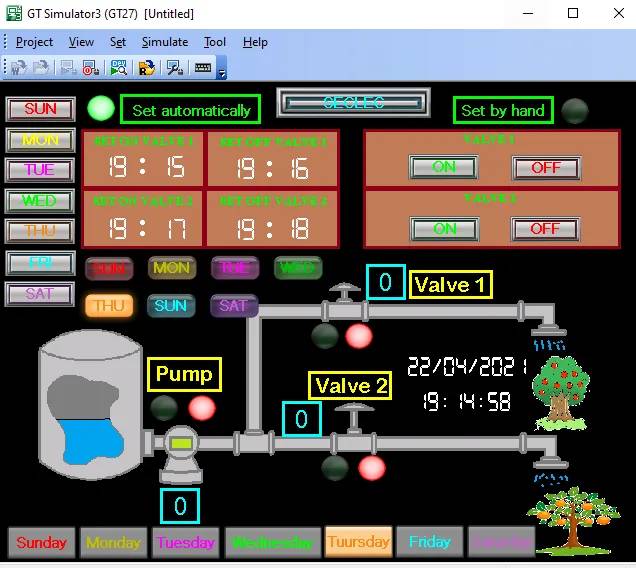 GT Simulator3 (GT27) [Untitled]
Project View Set Simulate Tool Help
SUN
Set automatically
CECLEC
Set by hand
MON
SET ON VALVE 1
SET OFF VALVE 1
VALVE 1
19 : 15
19 : 16
ON
OFF
TUE
WED
SET ON VALVE 2
SET OFF VALVE 2
VALVE 2
19 : 17
19 : 18
ON
OFF
THU
FRI
SAT
SUN MON TUE WED
THU SUN SAT
0
Valve 1
Pump
Valve 2
22/04/2021
19:14:58
0
0
Sunday Monday Tuesday Wednesday Tuursday Friday